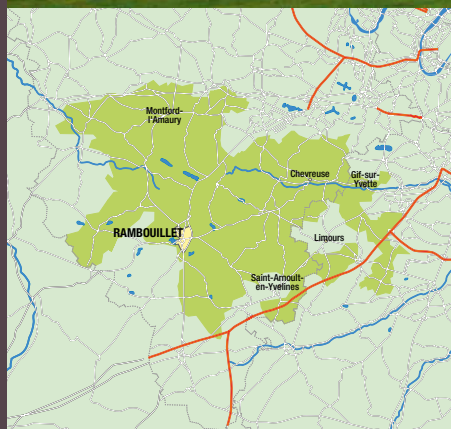 Montford-
l'Amaury
Chevreuse
Gif-sur-
Yvette
RAMBOUILLET
Limours
Saint-Arnoult-
en-Yvelines